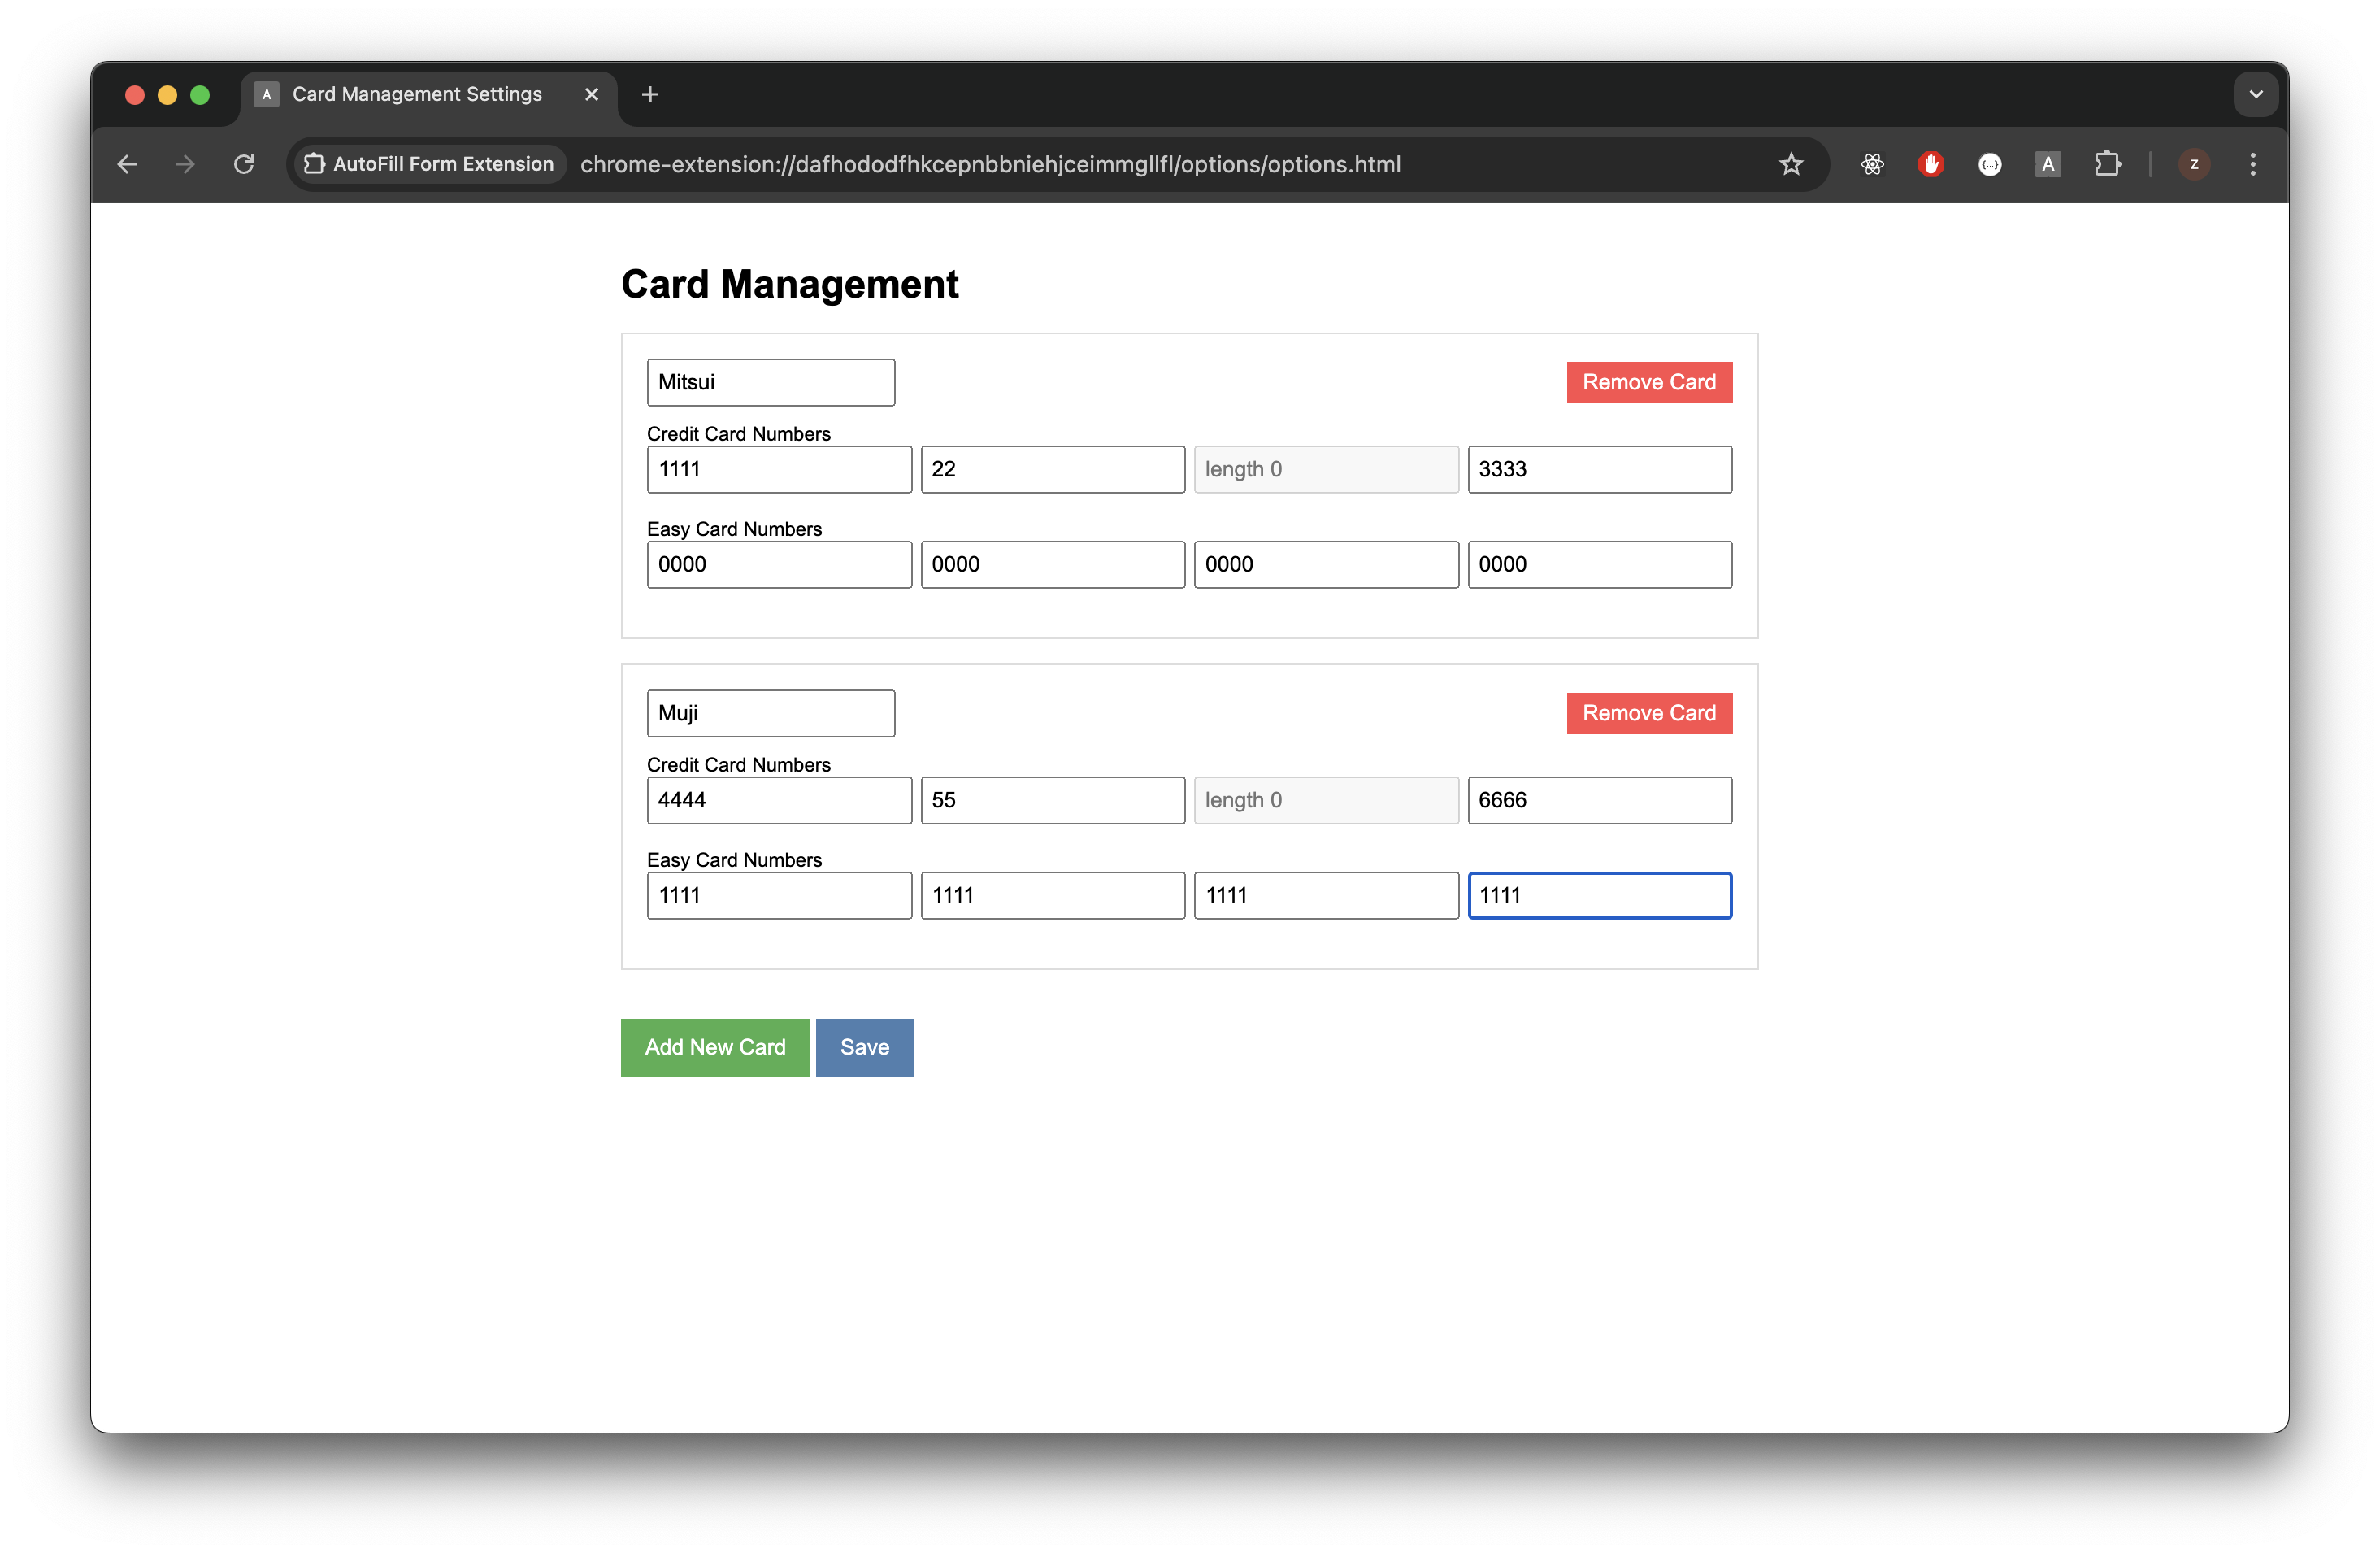 A Card Management Settings
AutoFill Form Extension chrome-extension://dafhododfhkcepnbbniehjceimmgllfl/options/options.html {...} A z
Card Management
Mitsui Remove Card
Credit Card Numbers
1111 22 length 0 3333
Easy Card Numbers
0000 0000 0000 0000
Muji Remove Card
Credit Card Numbers
4444 55 length 0 6666
Easy Card Numbers
1111 1111 1111 1111
Add New Card Save